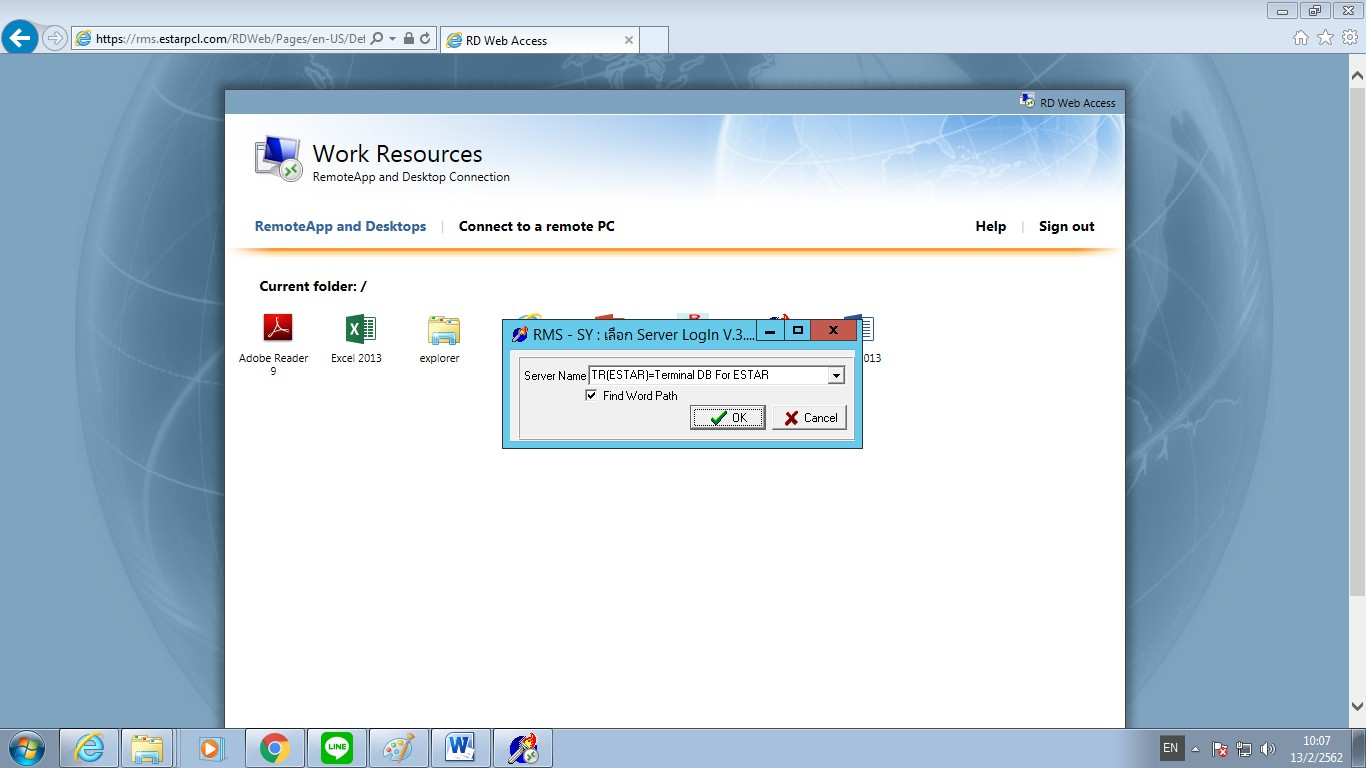 https://rms.estarpcl.com/RDWeb/Pages/en-US/Def
RD Web Access
RD Web Access
Work Resources
RemoteApp and Desktop Connection
RemoteApp and Desktops
Connect to a remote PC
Help
Sign out
Current folder: /
Adobe Reader 9
Excel 2013
explorer
013
RMS - SY : เลือก Server LogIn V.3....
Server Name
TR(ESTAR)=Terminal DB For ESTAR
Find Word Path
OK
Cancel
LINE
EN
10:07
13/2/2562